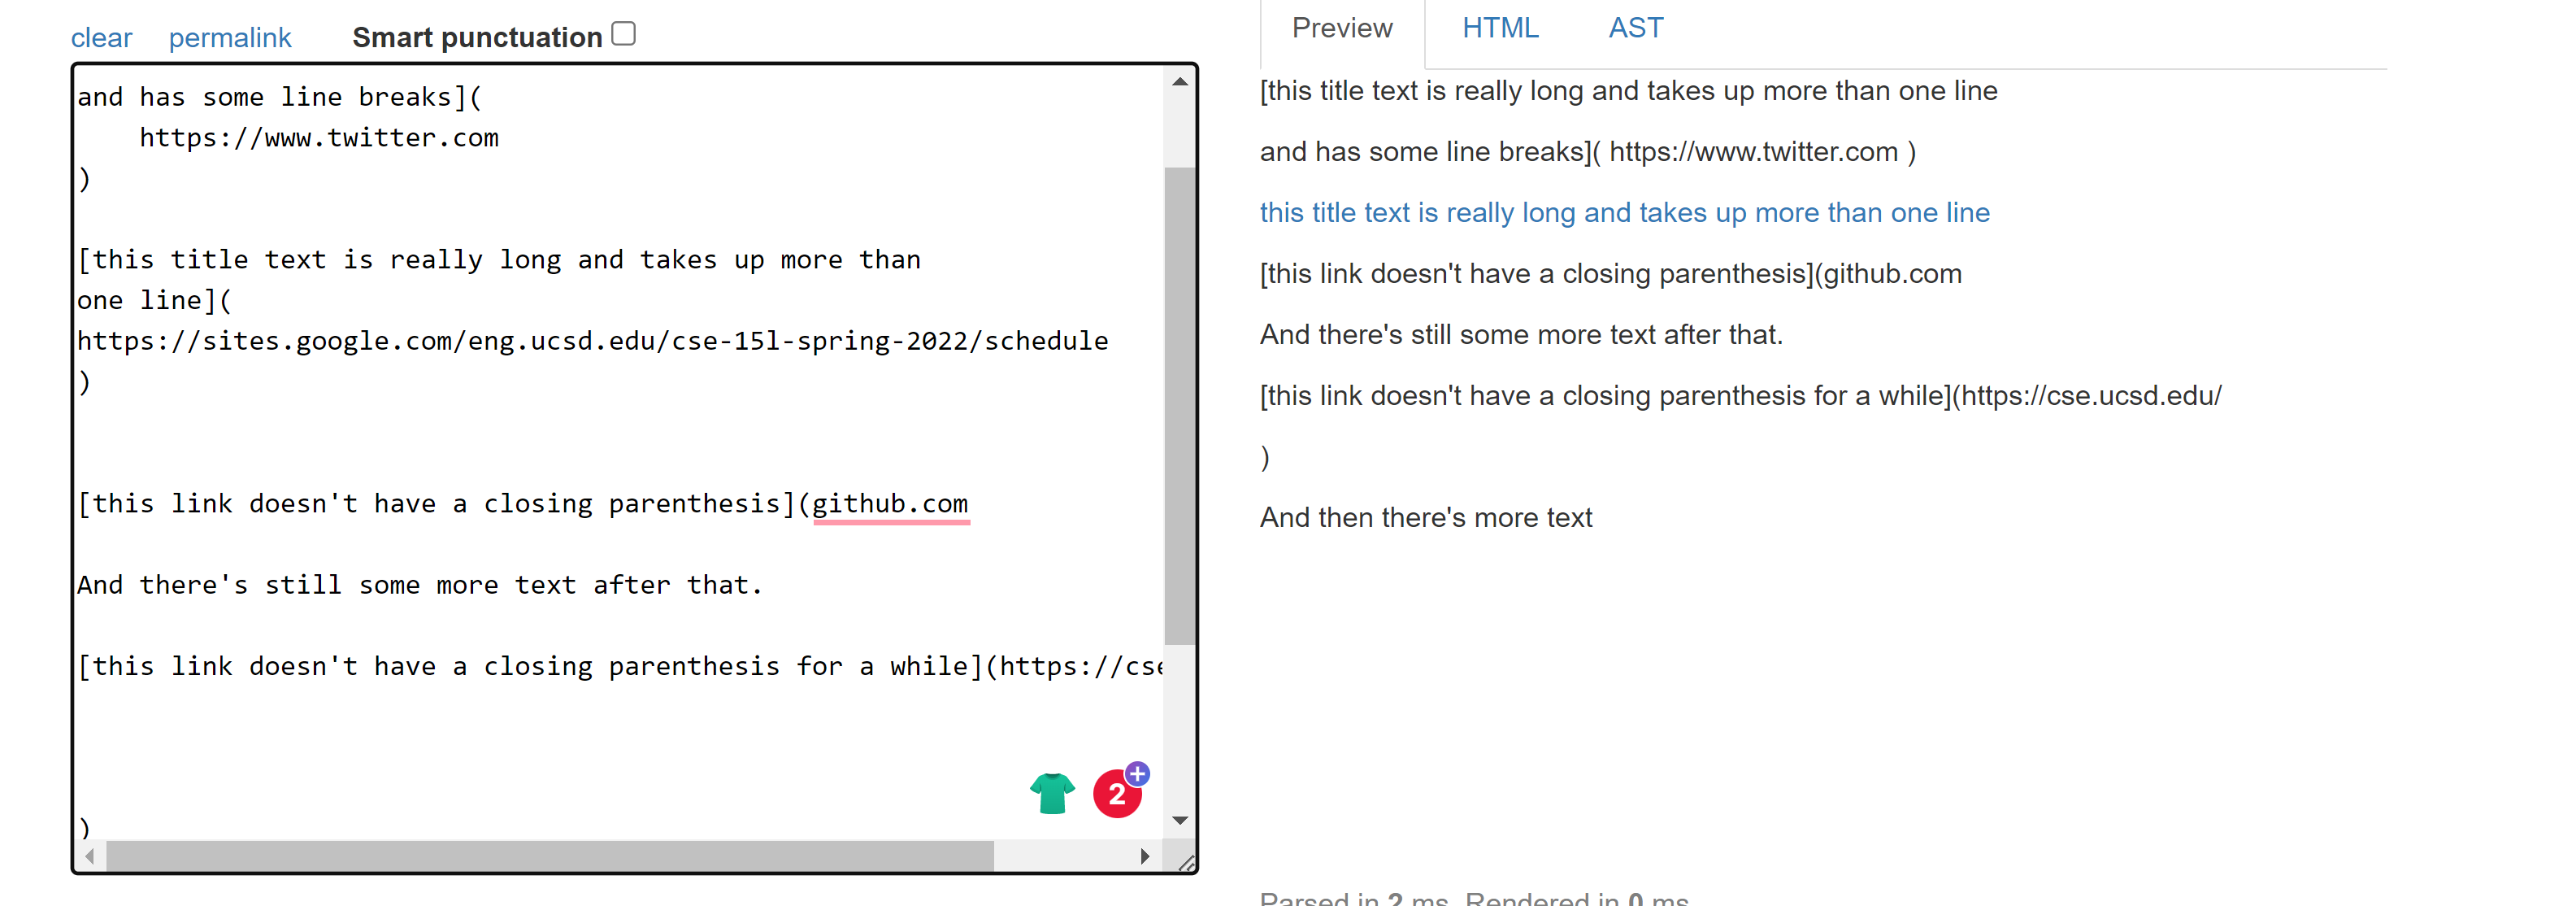 clear permalink Smart punctuation
and has some line breaks](
https://www.twitter.com
)
[this title text is really long and takes up more than
one line](
https://sites.google.com/eng.ucsd.edu/cse-15l-spring-2022/schedule
)
[this link doesn't have a closing parenthesis](github.com
And there's still some more text after that.
[this link doesn't have a closing parenthesis for a while](https://cse
)
2
Preview HTML AST
[this title text is really long and takes up more than one line
and has some line breaks]( https://www.twitter.com )
this title text is really long and takes up more than one line
[this link doesn't have a closing parenthesis](github.com
And there's still some more text after that.
[this link doesn't have a closing parenthesis for a while](https://cse.ucsd.edu/
)
And then there's more text
Parsed in 2 ms. Rendered in 0 ms.